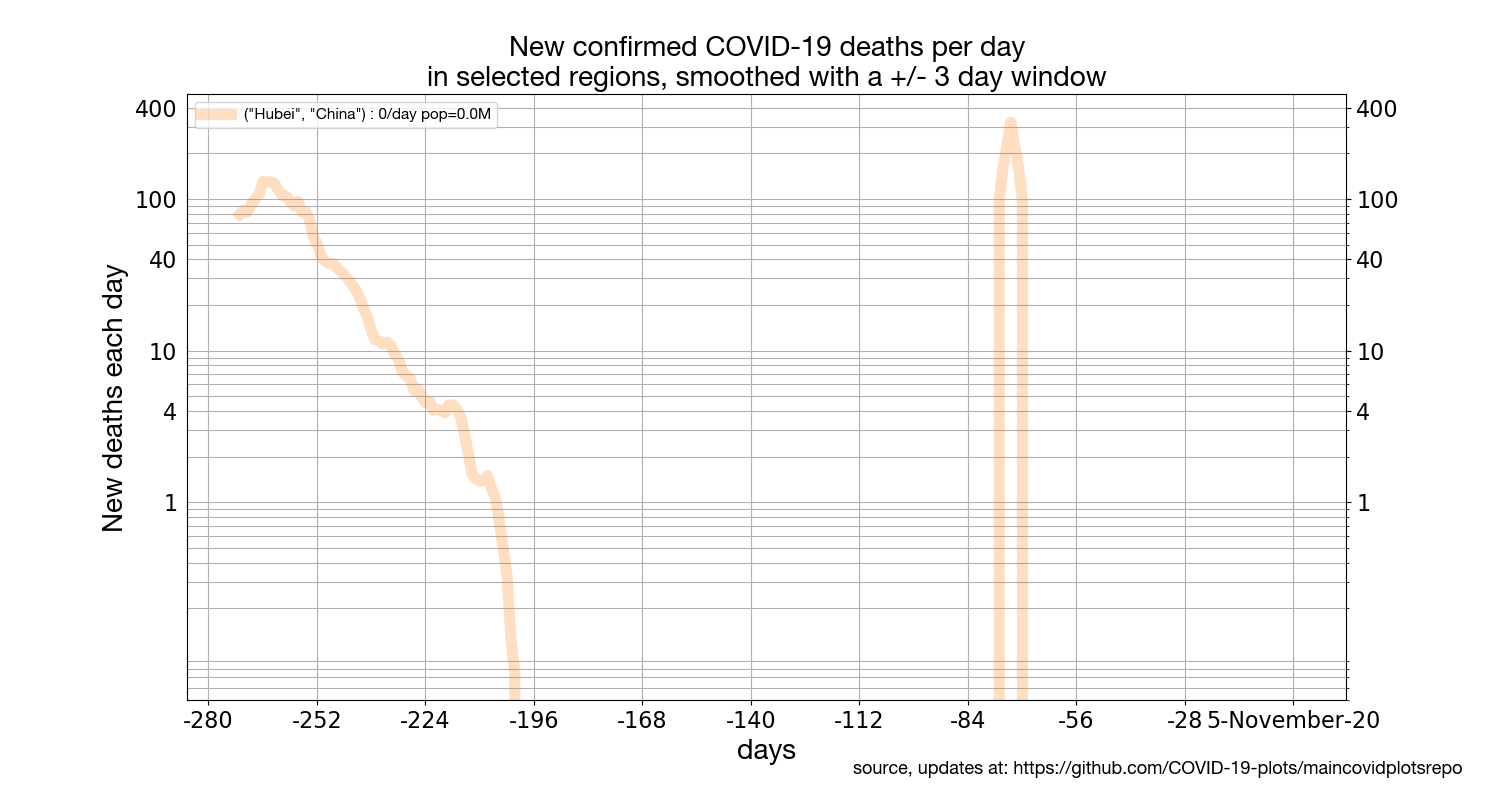 New confirmed COVID-19 deaths per day
in selected regions, smoothed with a +/- 3 day window
("Hubei", "China") : 0/day pop=0.0M
400
100
40
10
4
1
New deaths each day
400
100
40
10
4
1
-280 -252 -224 -196 -168 -140 -112 -84 -56 -28 5-November-20
days
source, updates at: https://github.com/COVID-19-plots/maincovidplotsrepo